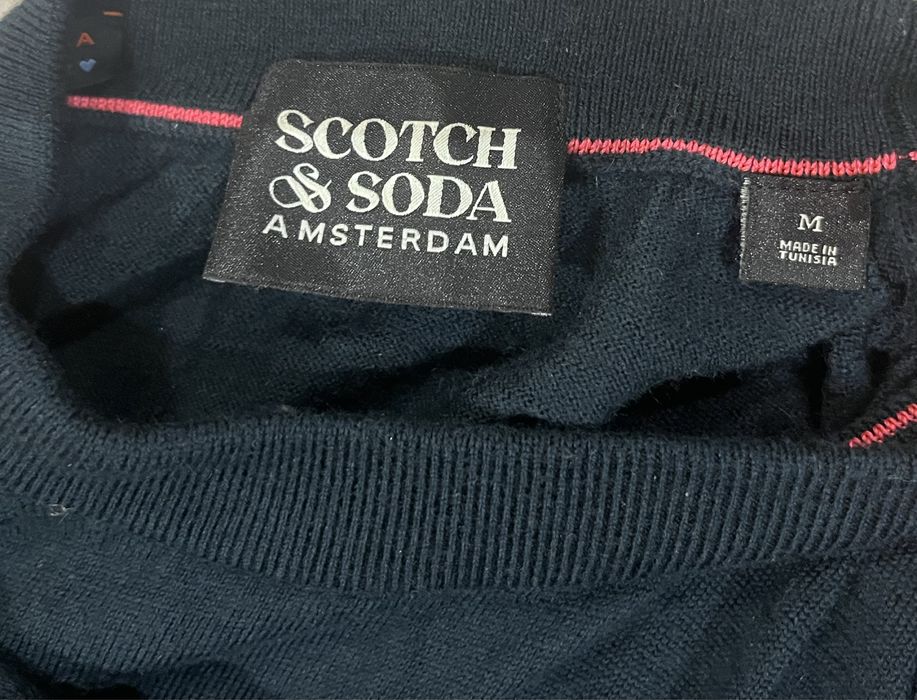 A
SCOTCH
& SODA
AMSTERDAM
M
MADE IN
TUNISIA